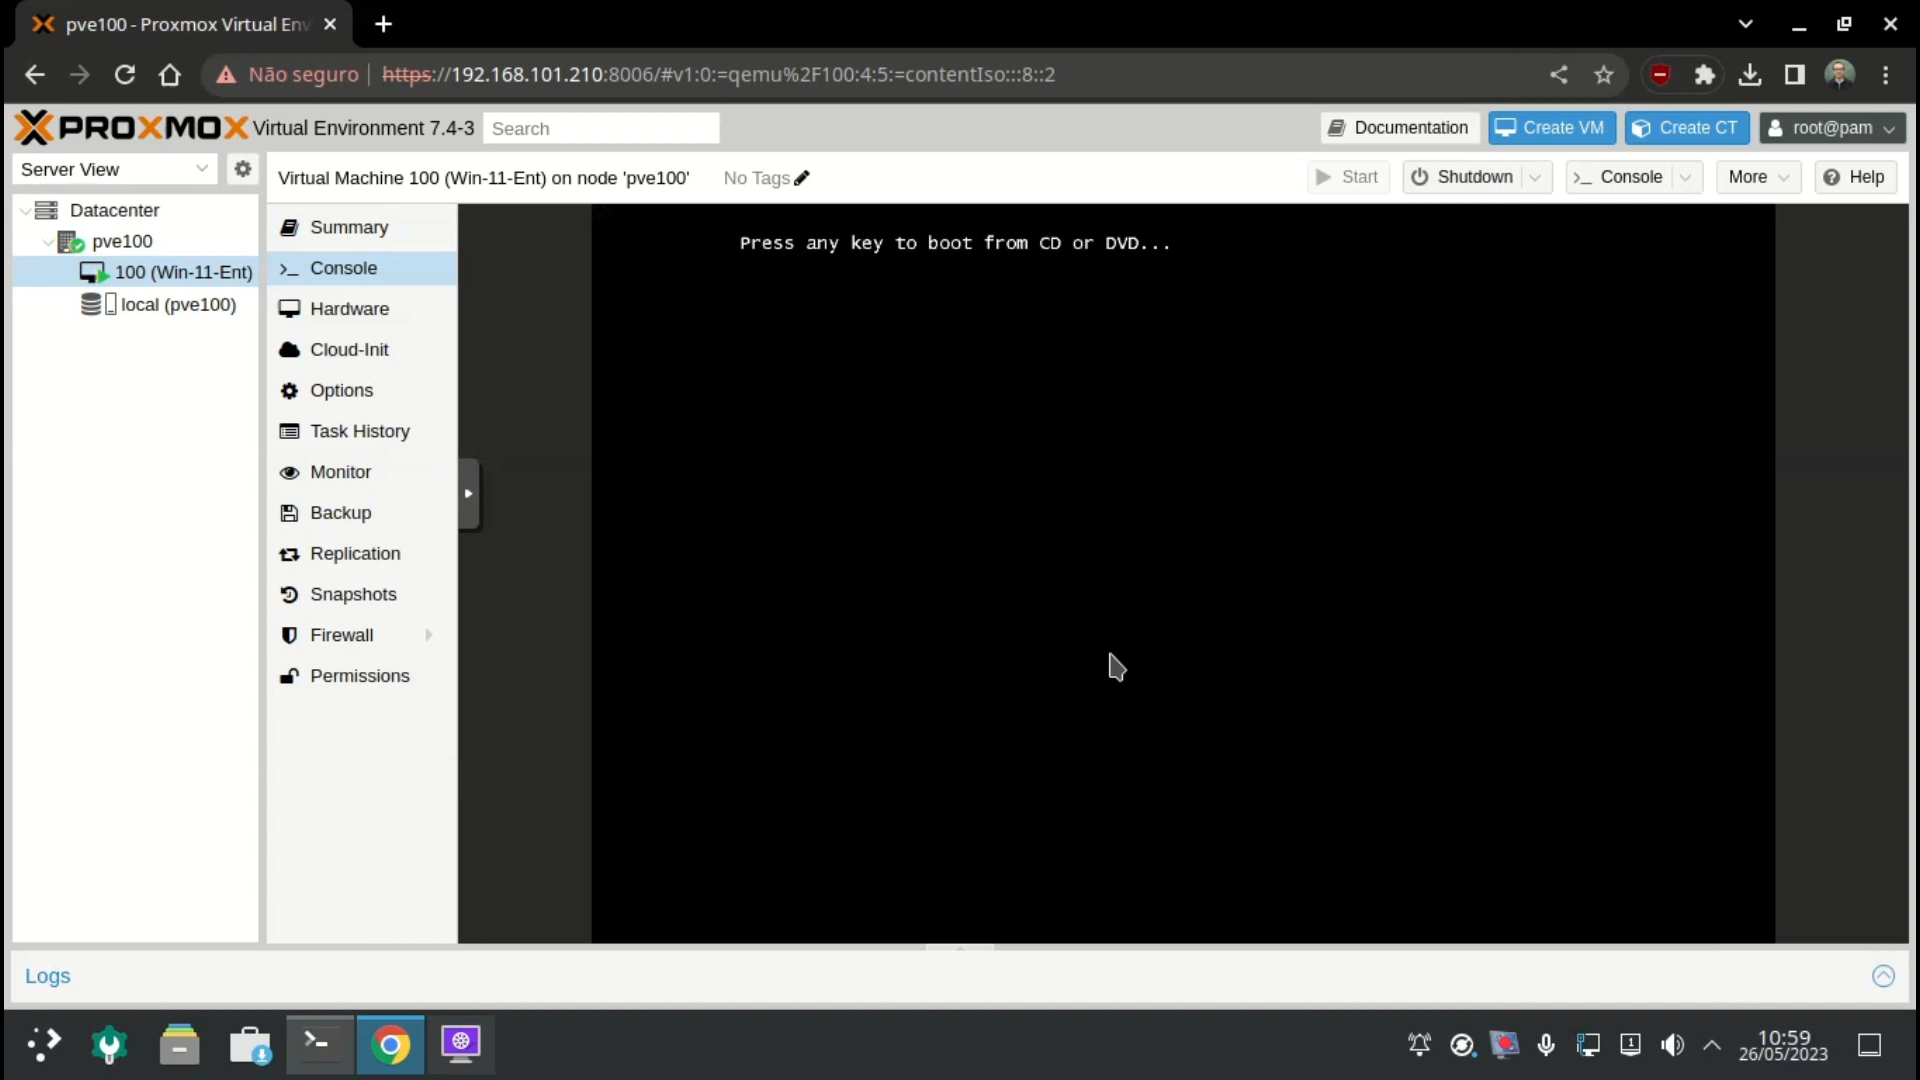 pve100 - Proxmox Virtual Env
Não seguro
https://192.168.101.210:8006/#v1:0:=qemu%2F100:4:5:=contentIso:::8::2
PROXMOX Virtual Environment 7.4-3
Search
Documentation
Create VM
Create CT
root@pam
Server View
Virtual Machine 100 (Win-11-Ent) on node 'pve100'
No Tags
Start
Shutdown
Console
More
Help
Datacenter
pve100
100 (Win-11-Ent)
local (pve100)
Summary
Console
Hardware
Cloud-Init
Options
Task History
Monitor
Backup
Replication
Snapshots
Firewall
Permissions
Press any key to boot from CD or DVD...
Logs
1
10:59
26/05/2023